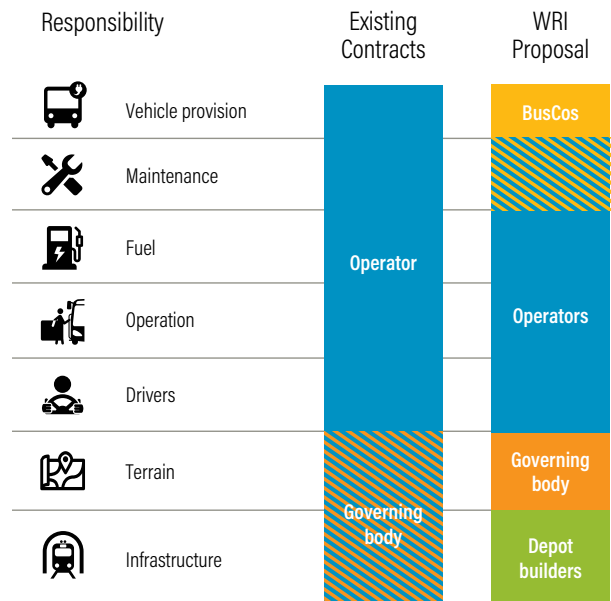 Responsibility
Existing
Contracts
WRI
Proposal
Vehicle provision
BusCos
Maintenance
Fuel
Operator
Operation
Operators
Drivers
Terrain
Governing
body
Governing
body
Infrastructure
Depot
builders